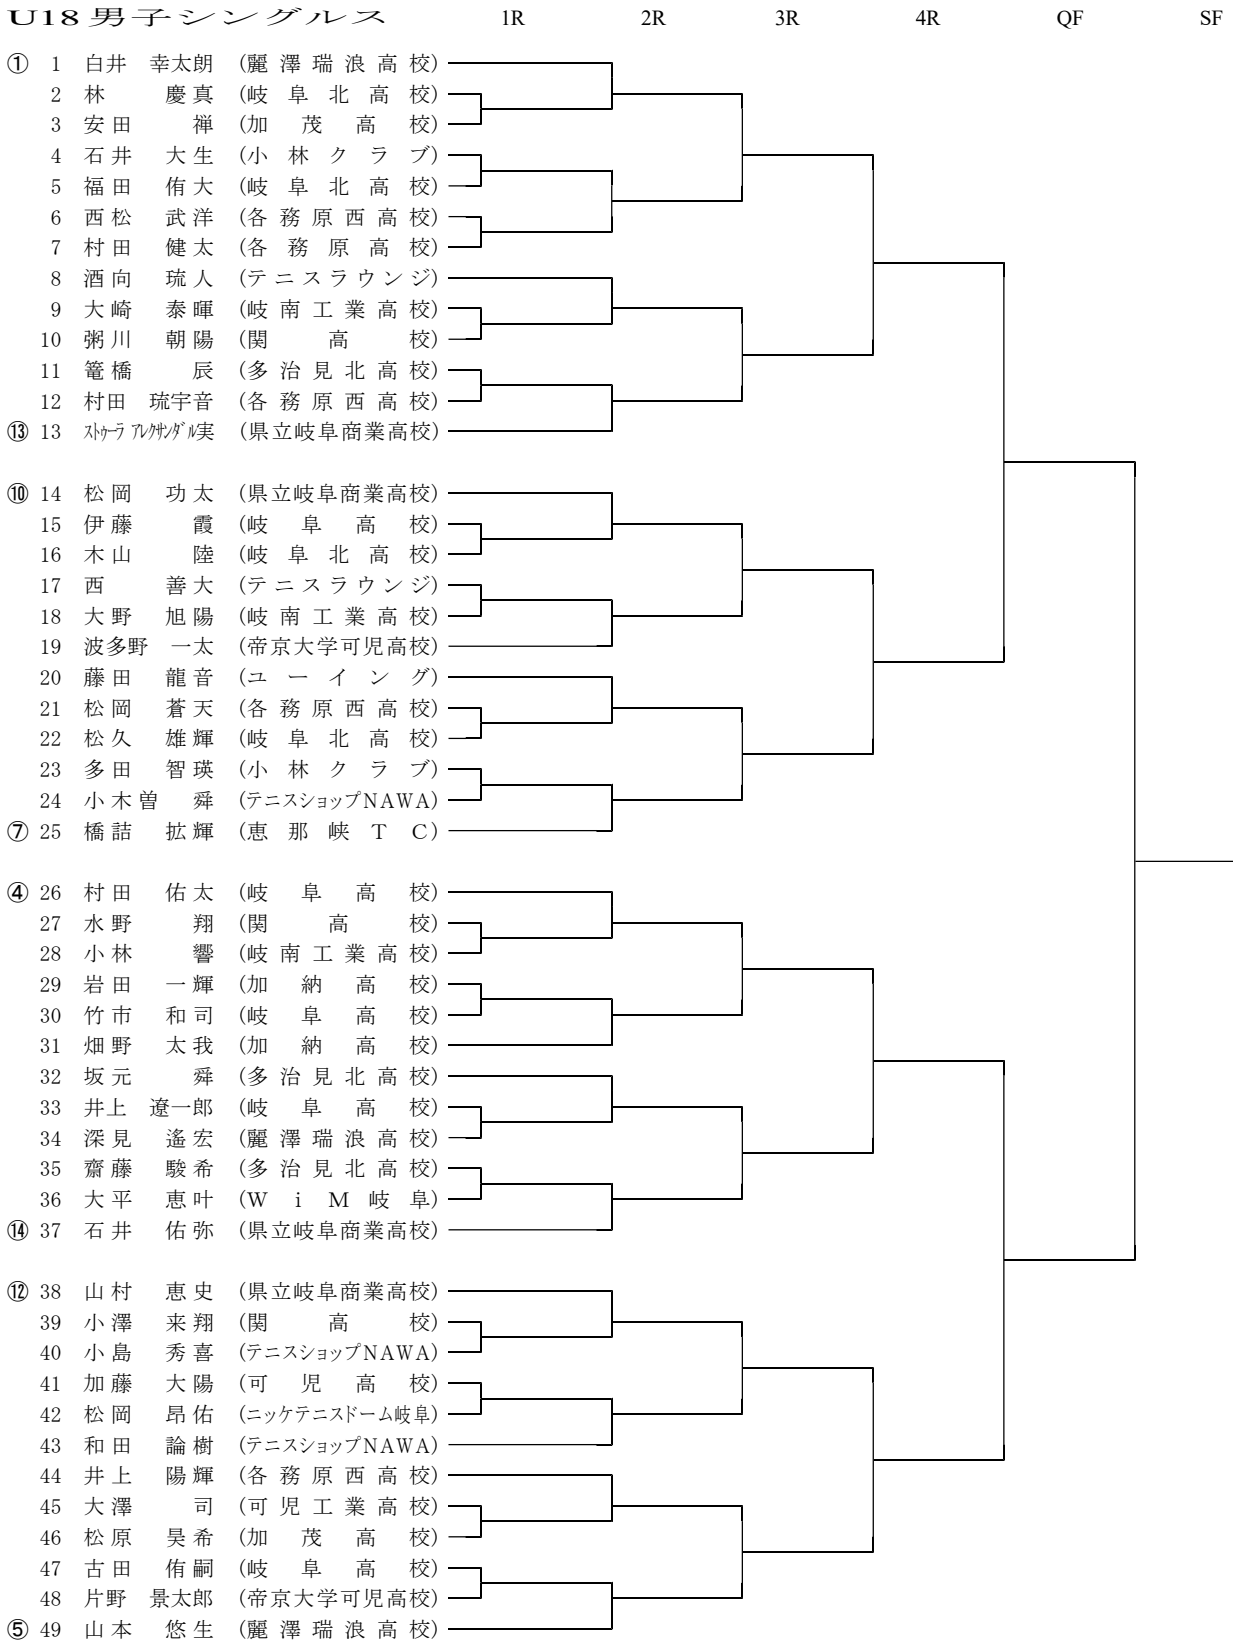 U18男子シングルス 1R 2R 3R 4R QF SF
① 1 白井 幸太朗 (麗澤瑞浪高校)
2 林 慶真 (岐阜北高校)
3 安田 禅 (加茂高校)
4 石井 大生 (小林クラブ)
5 福田 侑大 (岐阜北高校)
6 西松 武洋 (各務原西高校)
7 村田 健太 (各務原高校)
8 酒向 琉人 (テニスラウンジ)
9 大崎 泰暉 (岐南工業高校)
10 粥川 朝陽 (関高校)
11 篭橋 辰 (多治見北高校)
12 村田 琉宇音 (各務原西高校)
⑬ 13 ストゥーラ アレクサンダル実 (県立岐阜商業高校)
⑩ 14 松岡 功太 (県立岐阜商業高校)
15 伊藤 霞 (岐阜高校)
16 木山 陸 (岐阜北高校)
17 西 善大 (テニスラウンジ)
18 大野 旭陽 (岐南工業高校)
19 波多野 一太 (帝京大学可児高校)
20 藤田 龍音 (ユーイング)
21 松岡 蒼天 (各務原西高校)
22 松久 雄輝 (岐阜北高校)
23 多田 智瑛 (小林クラブ)
24 小木曽 舜 (テニスショップNAWA)
⑦ 25 橋詰 拡輝 (恵那峡TC)
④ 26 村田 佑太 (岐阜高校)
27 水野 翔 (関高校)
28 小林 響 (岐南工業高校)
29 岩田 一輝 (加納高校)
30 竹市 和司 (岐阜高校)
31 畑野 太我 (加納高校)
32 坂元 舜 (多治見北高校)
33 井上 遼一郎 (岐阜高校)
34 深見 遙宏 (麗澤瑞浪高校)
35 齋藤 駿希 (多治見北高校)
36 大平 恵叶 (WiM岐阜)
⑭ 37 石井 佑弥 (県立岐阜商業高校)
⑫ 38 山村 恵史 (県立岐阜商業高校)
39 小澤 来翔 (関高校)
40 小島 秀喜 (テニスショップNAWA)
41 加藤 大陽 (可児高校)
42 松岡 昂佑 (ニッケテニスドーム岐阜)
43 和田 論樹 (テニスショップNAWA)
44 井上 陽輝 (各務原西高校)
45 大澤 司 (可児工業高校)
46 松原 昊希 (加茂高校)
47 古田 侑嗣 (岐阜高校)
48 片野 景太郎 (帝京大学可児高校)
⑤ 49 山本 悠生 (麗澤瑞浪高校)